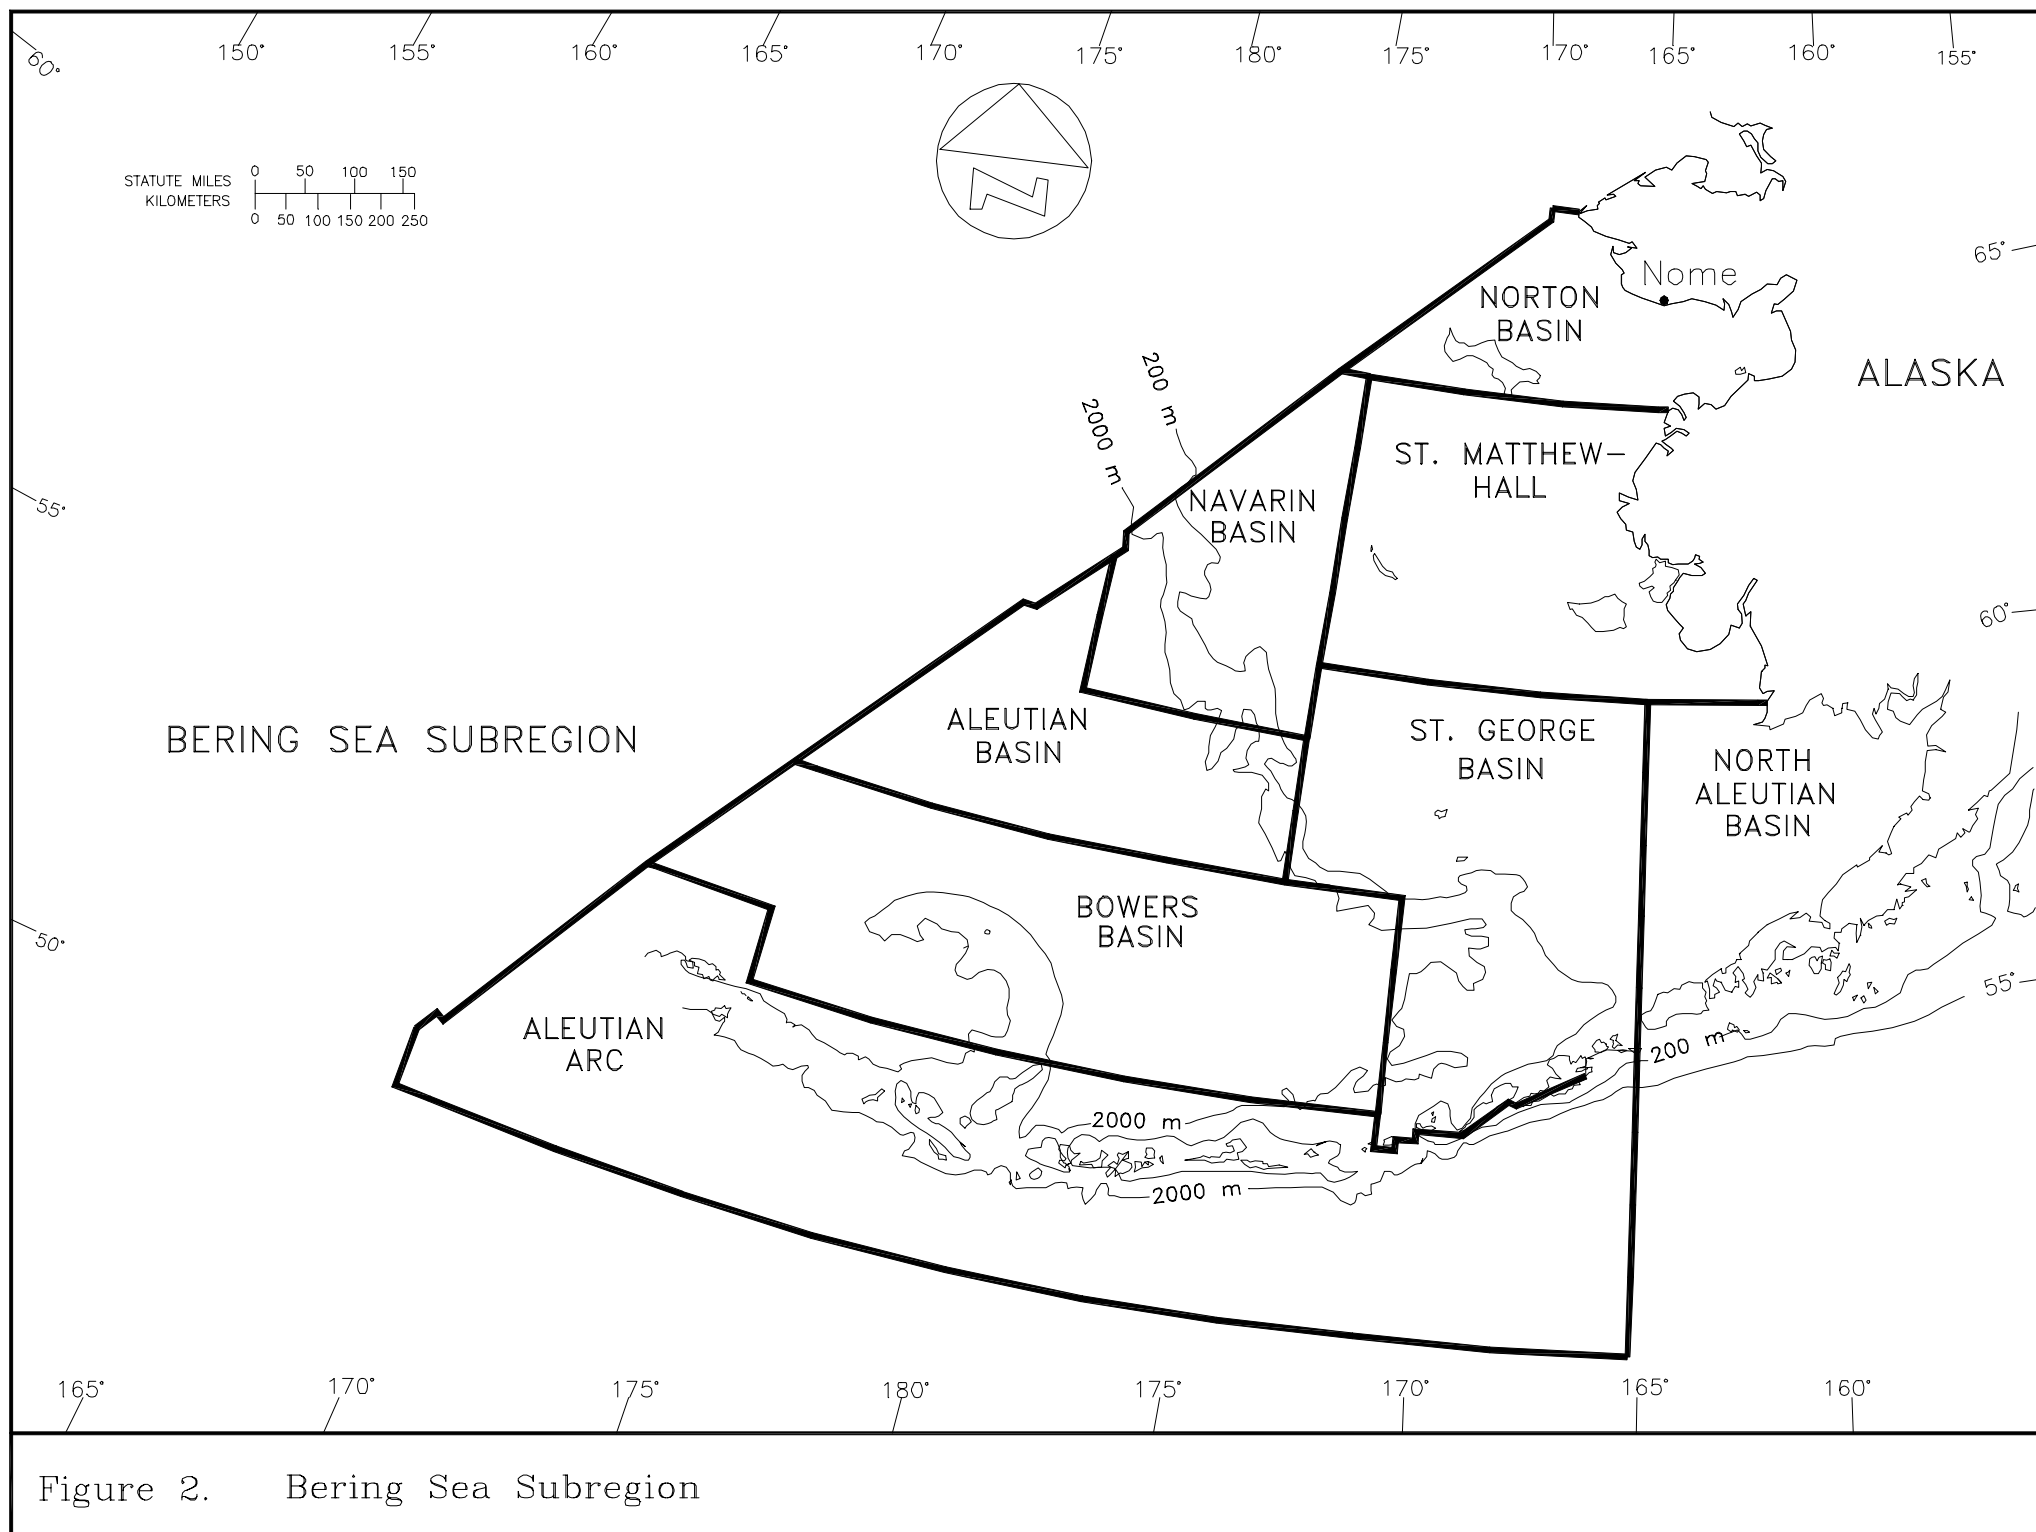 150° 155° 160° 165° 170° 175° 180° 175° 170° 165° 160° 155°
60°
STATUTE MILES 0 50 100 150
KILOMETERS 0 50 100 150 200 250
N
65°
Nome
NORTON
BASIN
ALASKA
200 m
2000 m
ST. MATTHEW-
HALL
NAVARIN
BASIN
55°
60°
BERING SEA SUBREGION
ALEUTIAN
BASIN
ST. GEORGE
BASIN
NORTH
ALEUTIAN
BASIN
BOWERS
BASIN
50°
55°
ALEUTIAN
ARC
200 m
2000 m
2000 m
165° 170° 175° 180° 175° 170° 165° 160°
Figure 2. Bering Sea Subregion